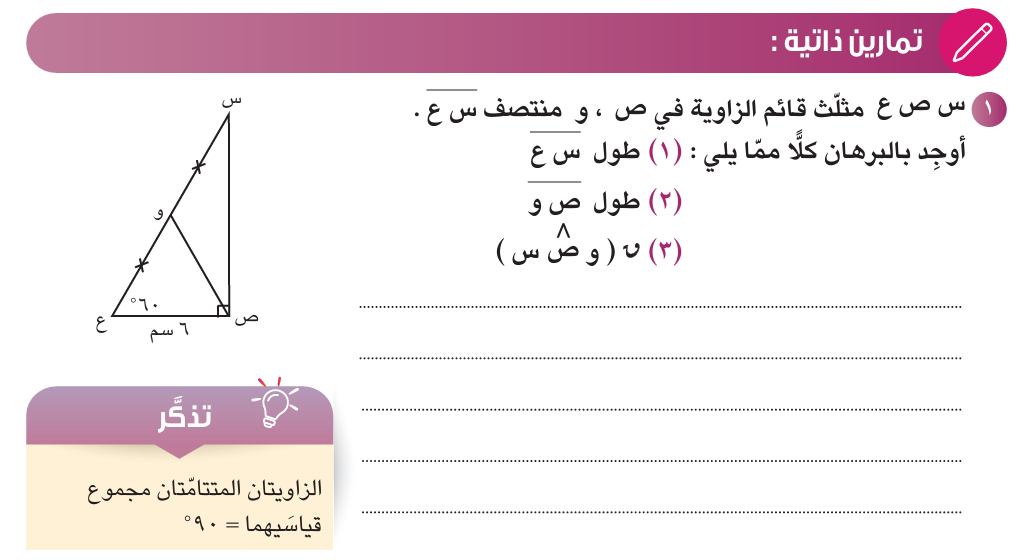 تمارين ذاتية :
١ س ص ع مثلّث قائم الزاوية في ص ، و منتصف س ع .
أوجِد بالبرهان كلًّا ممّا يلي : (١) طول س ع
(٢) طول ص و
(٣) ن ( و ص^ س )
س
و
٦٠°
ع
ص
٦ سم
تذكَّر
الزاويتان المتتامّتان مجموع
قياسَيهما = ٩٠°